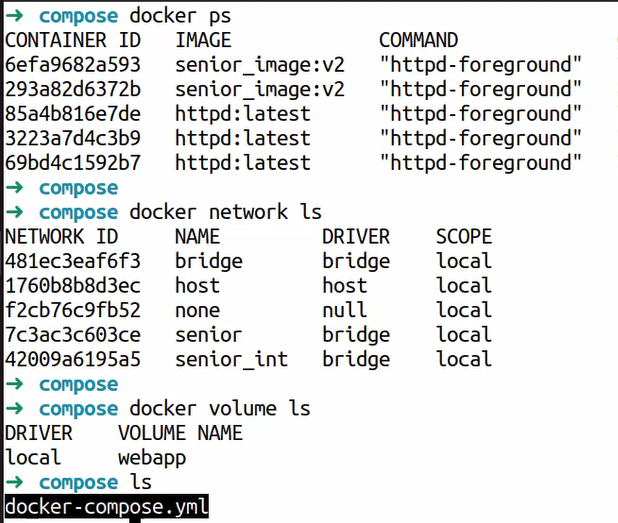 → compose docker ps
CONTAINER ID IMAGE COMMAND
6efa9682a593 senior_image:v2 "httpd-foreground"
293a82d6372b senior_image:v2 "httpd-foreground"
85a4b816e7de httpd:latest "httpd-foreground"
3223a7d4c3b9 httpd:latest "httpd-foreground"
69bd4c1592b7 httpd:latest "httpd-foreground"
→ compose
→ compose docker network ls
NETWORK ID NAME DRIVER SCOPE
481ec3eaf6f3 bridge bridge local
1760b8b8d3ec host host local
f2cb76c9fb52 none null local
7c3ac3c603ce senior bridge local
42009a6195a5 senior_int bridge local
→ compose
→ compose docker volume ls
DRIVER VOLUME NAME
local webapp
→ compose ls
docker-compose.yml